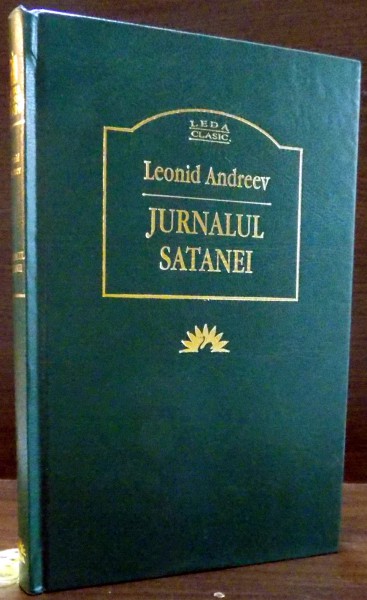 LEDA
CLASIC
Leonid Andreev
JURNALUL
SATANEI